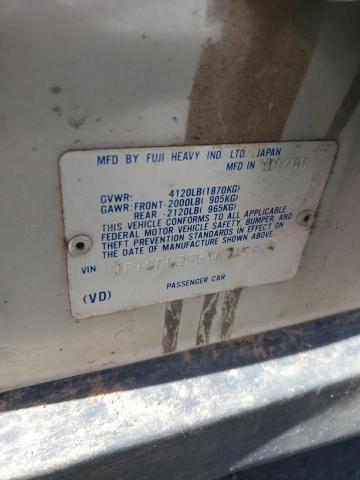 MFD BY FUJI HEAVY IND. LTD. JAPAN
MFD IN
GVWR: 4120LB(1870KG)
GAWR:FRONT-2000LB( 905KG)
REAR -2120LB( 965KG)
THIS VEHICLE CONFORMS TO ALL APPLICABLE
FEDERAL MOTOR VEHICLE SAFETY, BUMPER, AND
THEFT PREVENTION STANDARDS IN EFFECT ON
THE DATE OF MANUFACTURE SHOWN ABOVE
VIN
PASSENGER CAR
(VD)